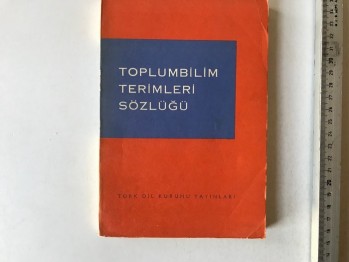 TOPLUMBİLİM
TERİMLERİ
SÖZLÜĞÜ
TÜRK DİL KURUMU YAYINLARI